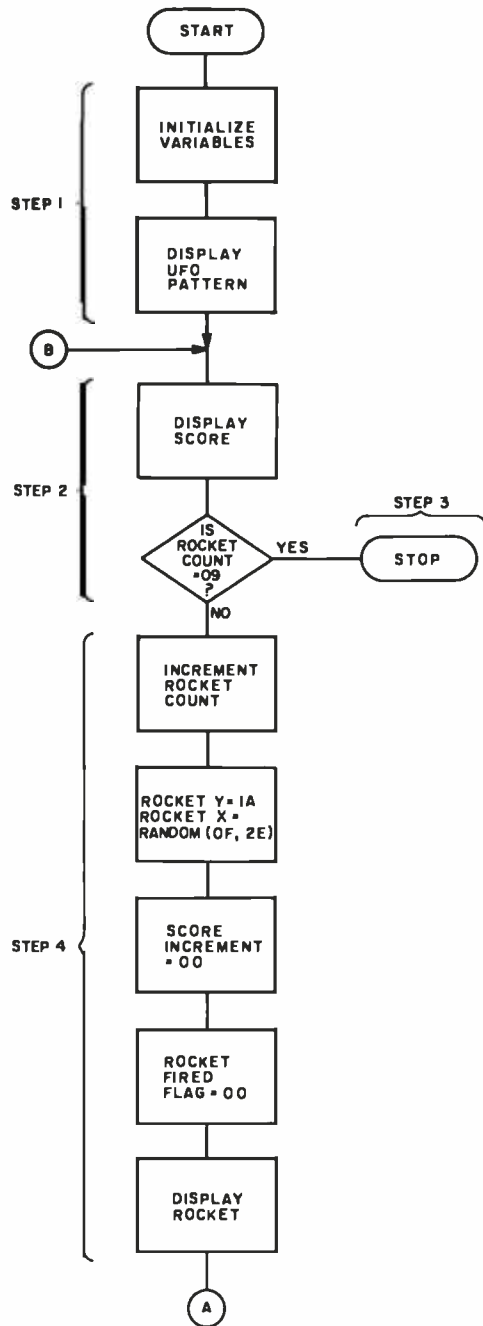 START
INITIALIZE
VARIABLES
STEP 1
DISPLAY
UFO
PATTERN
B
DISPLAY
SCORE
STEP 2
IS
ROCKET
COUNT
=09
?
YES
STEP 3
STOP
NO
INCREMENT
ROCKET
COUNT
ROCKET Y= 1A
ROCKET X =
RANDOM (0F, 2E)
SCORE
INCREMENT
= 00
STEP 4
ROCKET
FIRED
FLAG = 00
DISPLAY
ROCKET
A